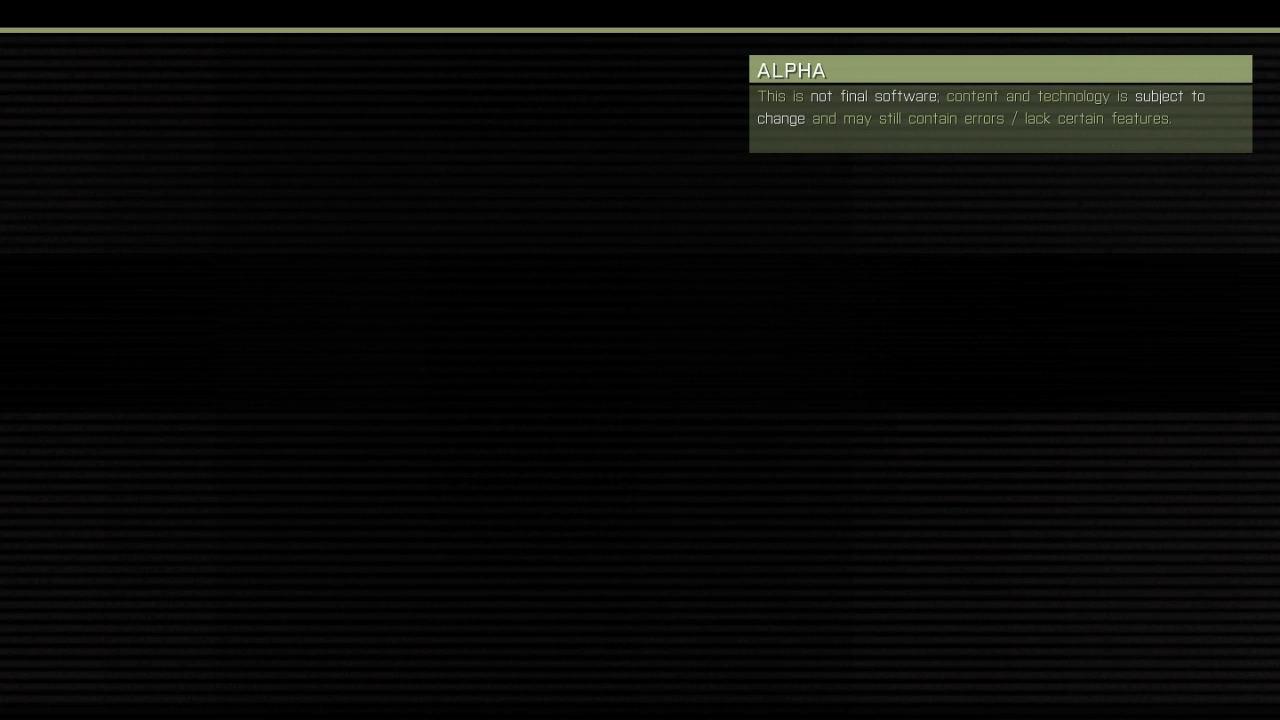 ALPHA
This is not final software; content and technology is subject to
change and may still contain errors / lack certain features.